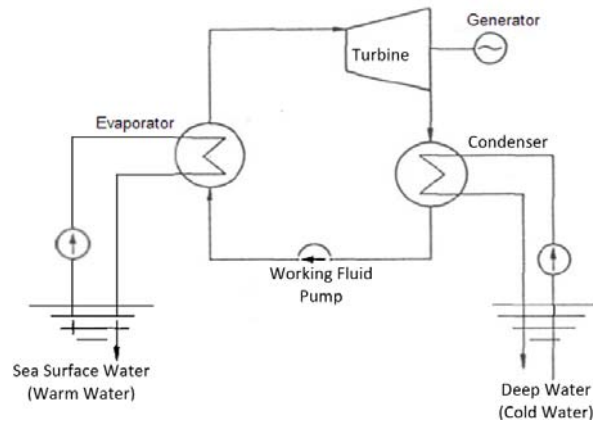 Generator
Turbine
Evaporator
Condenser
Working Fluid
Pump
Sea Surface Water
(Warm Water)
Deep Water
(Cold Water)